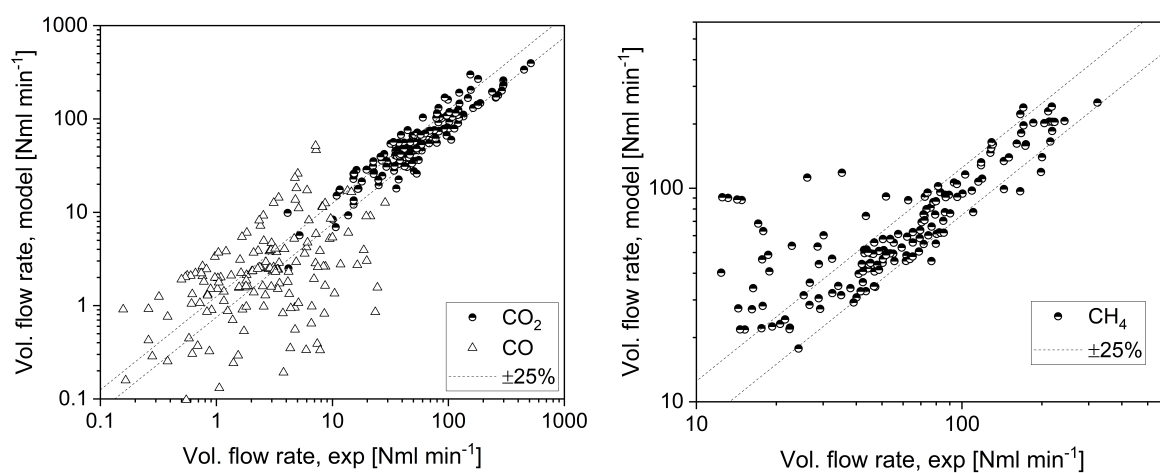 1000
100
10
1
0.1
Vol. flow rate, model [Nml min⁻¹]
CO₂
CO
±25%
0.1 1 10 100 1000
Vol. flow rate, exp [Nml min⁻¹]
100
10
Vol. flow rate, model [Nml min⁻¹]
CH₄
±25%
10 100
Vol. flow rate, exp [Nml min⁻¹]